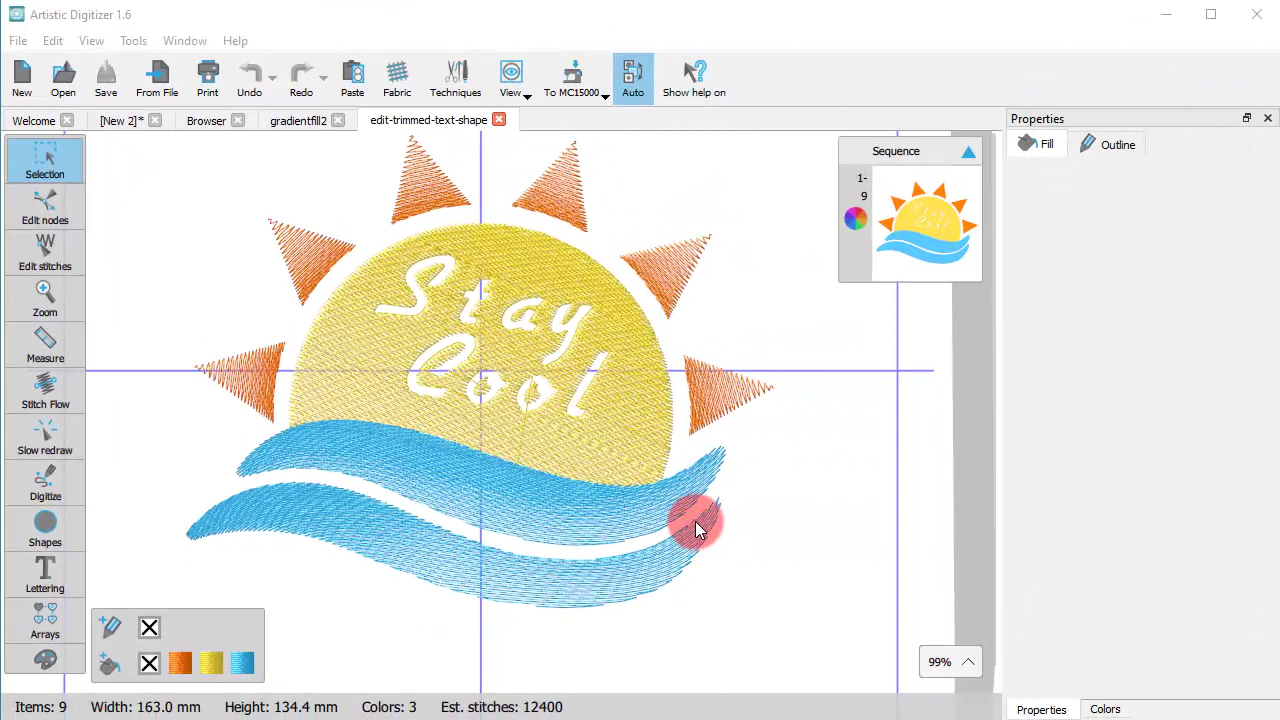 Artistic Digitizer 1.6
File Edit View Tools Window Help
New Open Save From File Print Undo Redo Paste Fabric Techniques View To MC15000 Auto Show help on
Welcome [New 2]* Browser gradientfill2 edit-trimmed-text-shape
Properties
Fill Outline
Selection
Edit nodes
Edit stitches
Zoom
Measure
Stitch Flow
Slow redraw
Digitize
Shapes
Lettering
Arrays
Sequence
1-
9
Stay
Cool
Stay
Cool
99%
Items: 9 Width: 163.0 mm Height: 134.4 mm Colors: 3 Est. stitches: 12400
Properties Colors